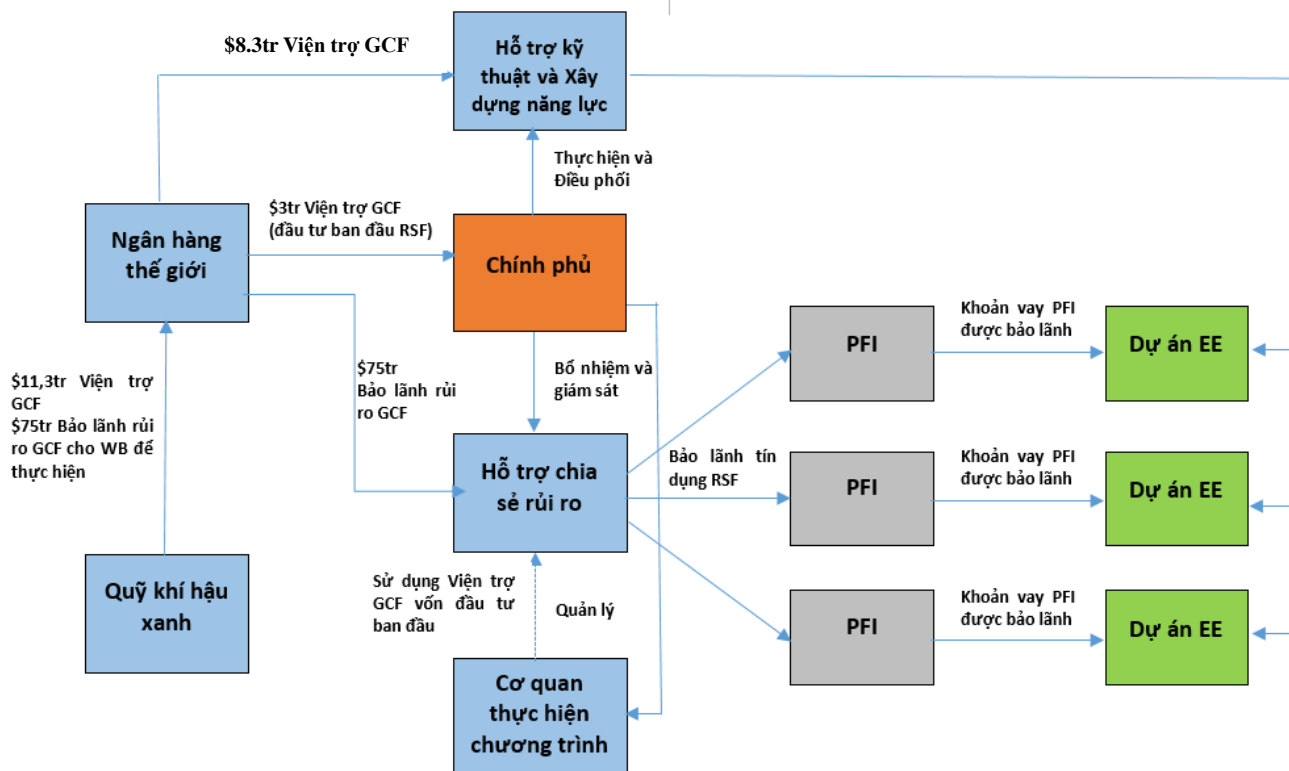 $8.3tr Viện trợ GCF
Hỗ trợ kỹ
thuật và Xây
dựng năng lực
Thực hiện và
Điều phối
$3tr Viện trợ GCF
(đầu tư ban đầu RSF)
Ngân hàng
thế giới
Chính phủ
$11,3tr Viện trợ
GCF
$75tr Bảo lãnh rủi
ro GCF cho WB để
thực hiện
$75tr
Bảo lãnh rủi
ro GCF
Bổ nhiệm và
giám sát
PFI
Khoản vay PFI
được bảo lãnh
Dự án EE
Hỗ trợ chia
sẻ rủi ro
Bảo lãnh tín
dụng RSF
PFI
Khoản vay PFI
được bảo lãnh
Dự án EE
Quỹ khí hậu
xanh
Sử dụng Viện trợ
GCF vốn đầu tư
ban đầu
Quản lý
PFI
Khoản vay PFI
được bảo lãnh
Dự án EE
Cơ quan
thực hiện
chương trình